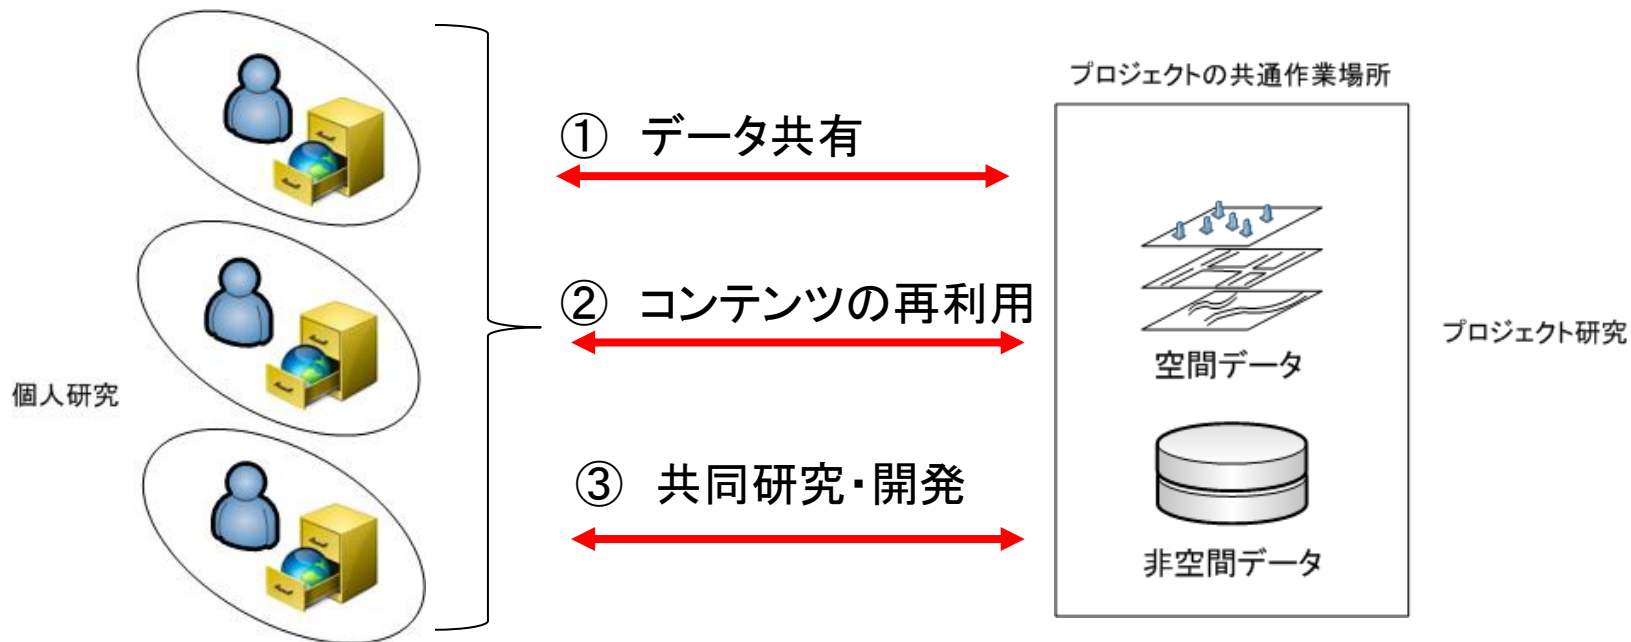 プロジェクトの共通作業場所
① データ共有
② コンテンツの再利用
③ 共同研究・開発
個人研究
空間データ
非空間データ
プロジェクト研究